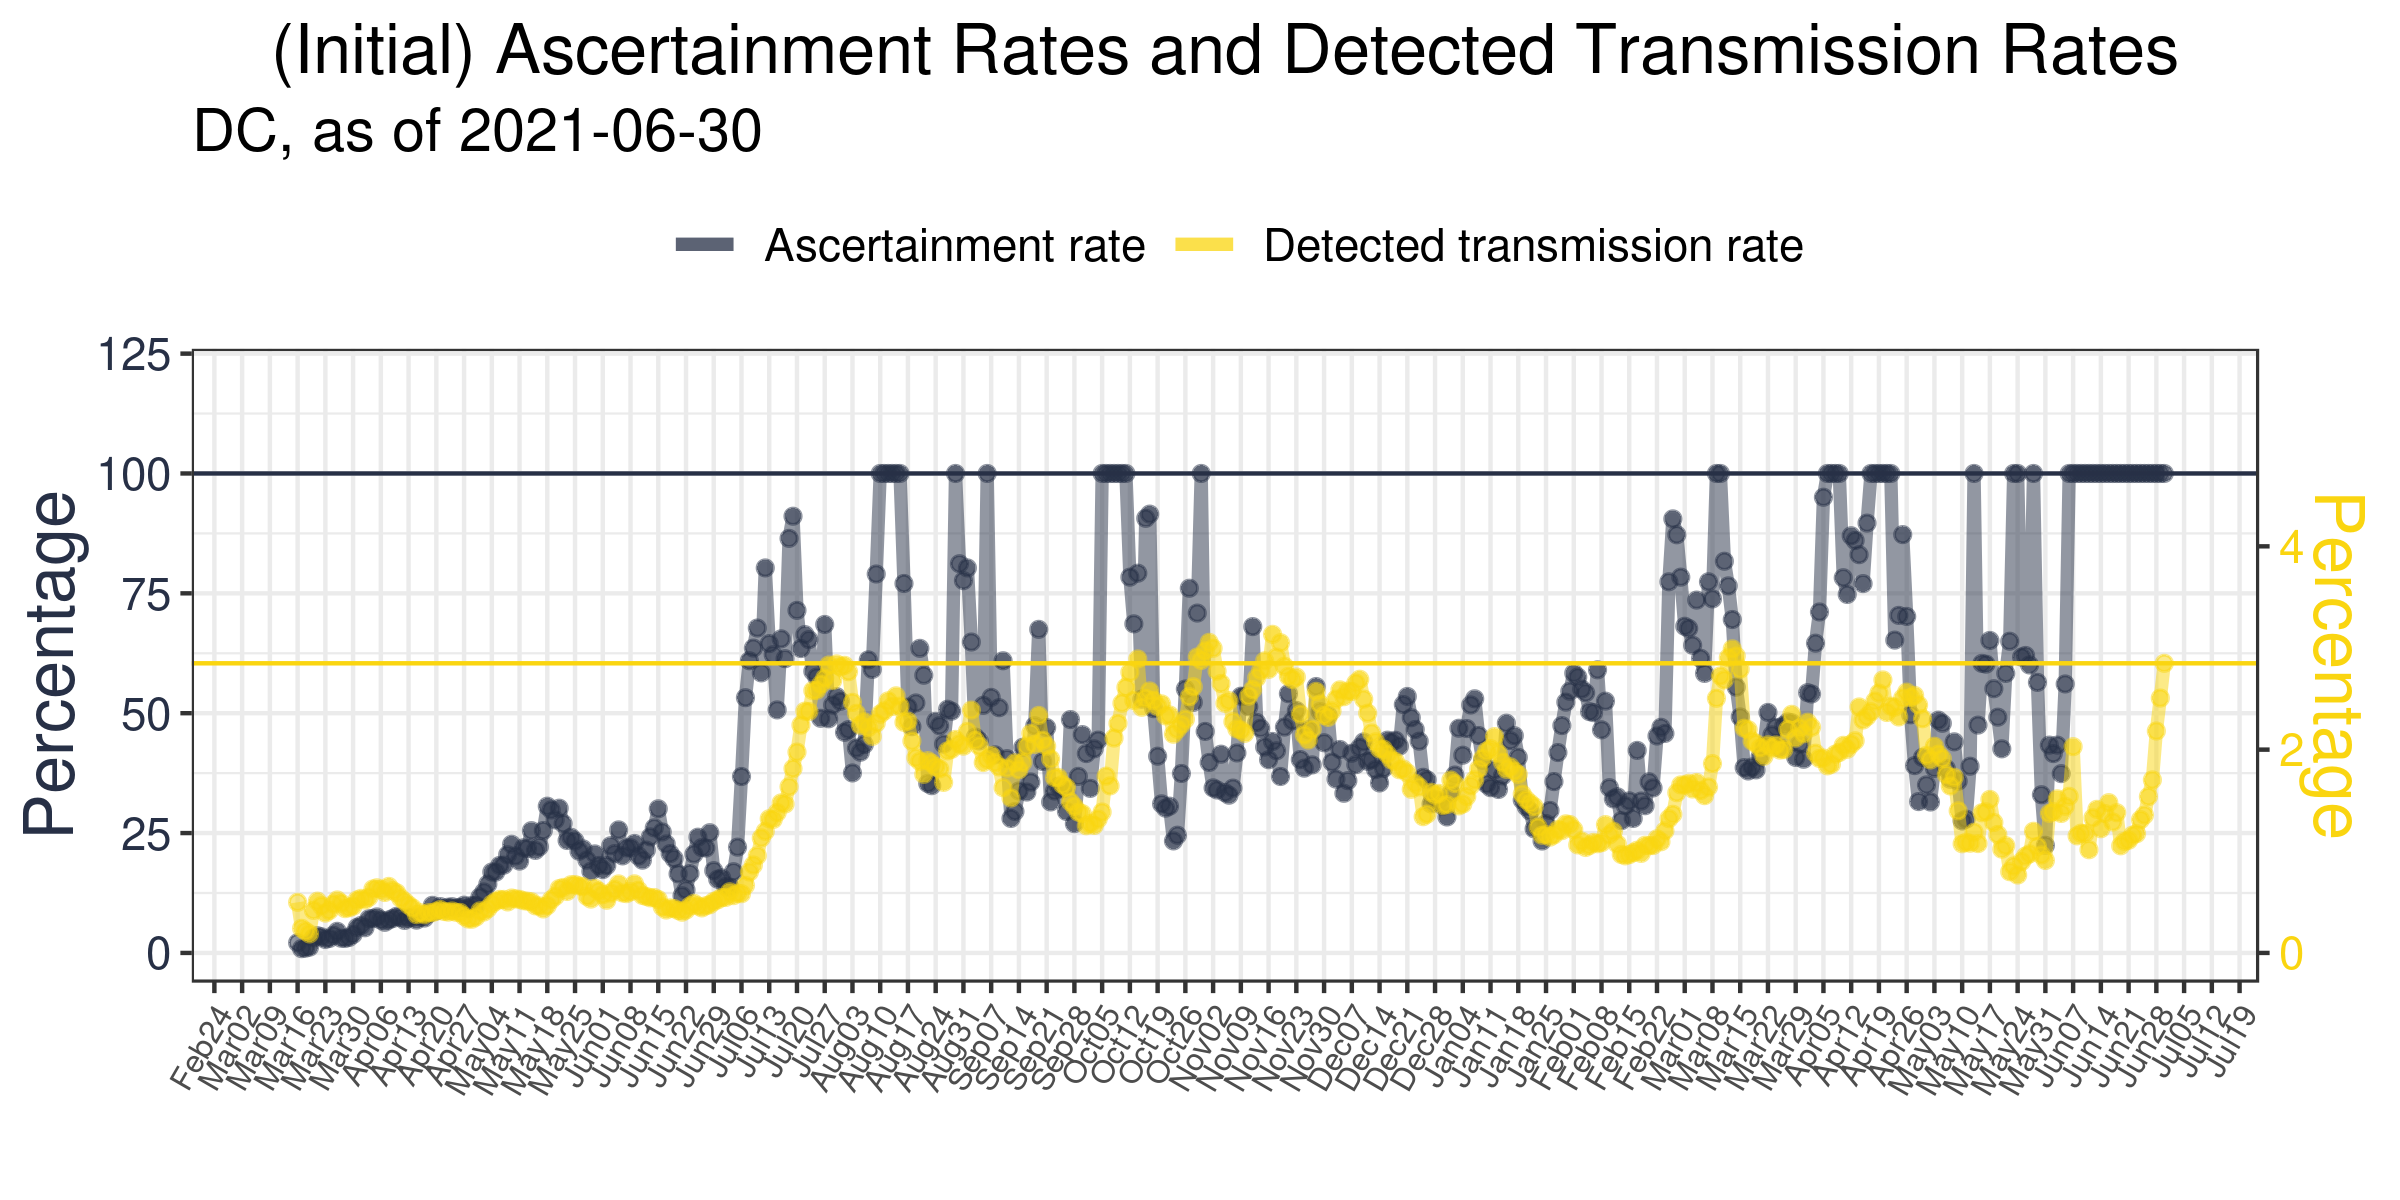 (Initial) Ascertainment Rates and Detected Transmission Rates
DC, as of 2021-06-30
Ascertainment rate
Detected transmission rate
125
100
75
50
25
0
Percentage
4
2
0
Percentage
Feb24
Mar02
Mar09
Mar16
Mar23
Mar30
Apr06
Apr13
Apr20
Apr27
May04
May11
May18
May25
Jun01
Jun08
Jun15
Jun22
Jun29
Jul06
Jul13
Jul20
Jul27
Aug03
Aug10
Aug17
Aug24
Aug31
Sep07
Sep14
Sep21
Sep28
Oct05
Oct12
Oct19
Oct26
Nov02
Nov09
Nov16
Nov23
Nov30
Dec07
Dec14
Dec21
Dec28
Jan04
Jan11
Jan18
Jan25
Feb01
Feb08
Feb15
Feb22
Mar01
Mar08
Mar15
Mar22
Mar29
Apr05
Apr12
Apr19
Apr26
May03
May10
May17
May24
May31
Jun07
Jun14
Jun21
Jun28
Jul05
Jul12
Jul19